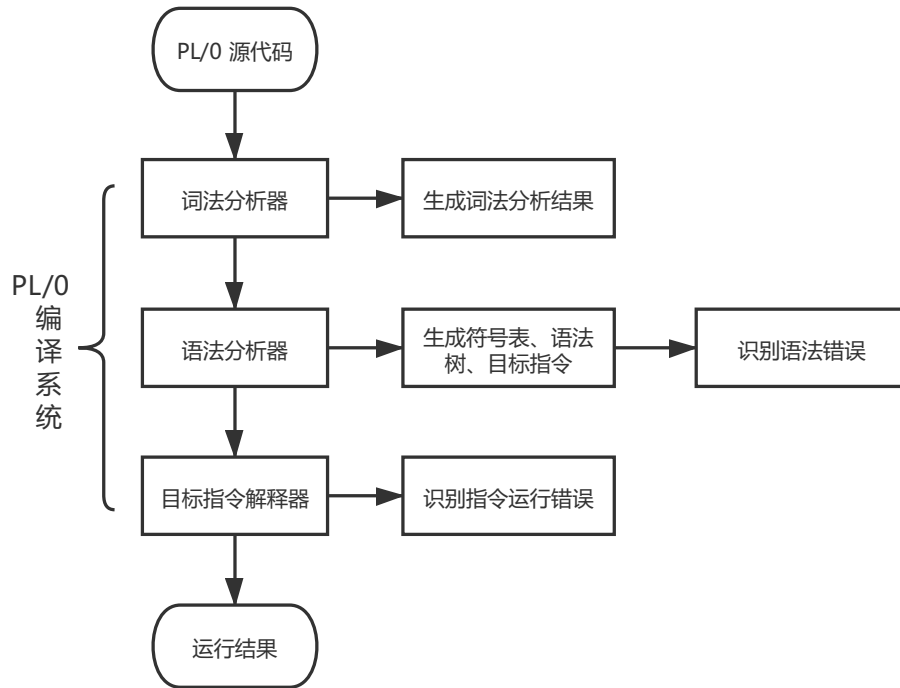 PL/0 源代码
词法分析器
生成词法分析结果
PL/0
编
译
系
统
语法分析器
生成符号表、语法
树、目标指令
识别语法错误
目标指令解释器
识别指令运行错误
运行结果